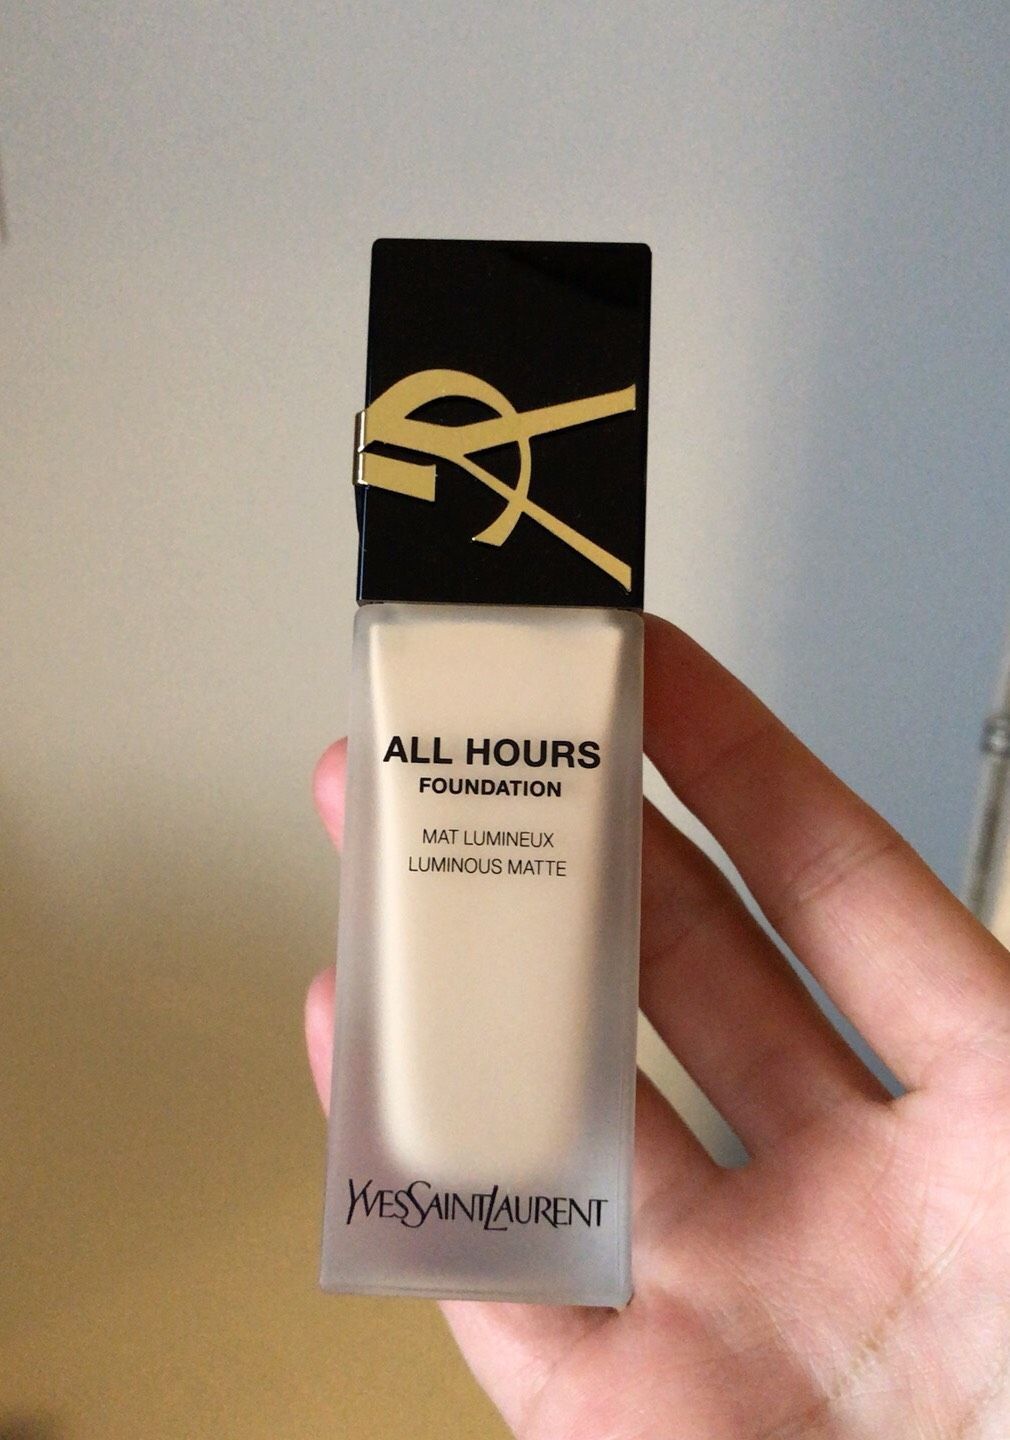 ALL HOURS
FOUNDATION
MAT LUMINEUX
LUMINOUS MATTE
YVESSAINTLAURENT